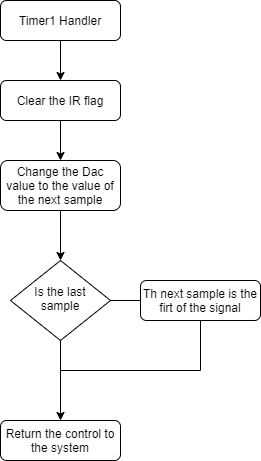 Timer1 Handler
Clear the IR flag
Change the Dac
value to the value of
the next sample
Is the last
sample
Th next sample is the
firt of the signal
Return the control to
the system